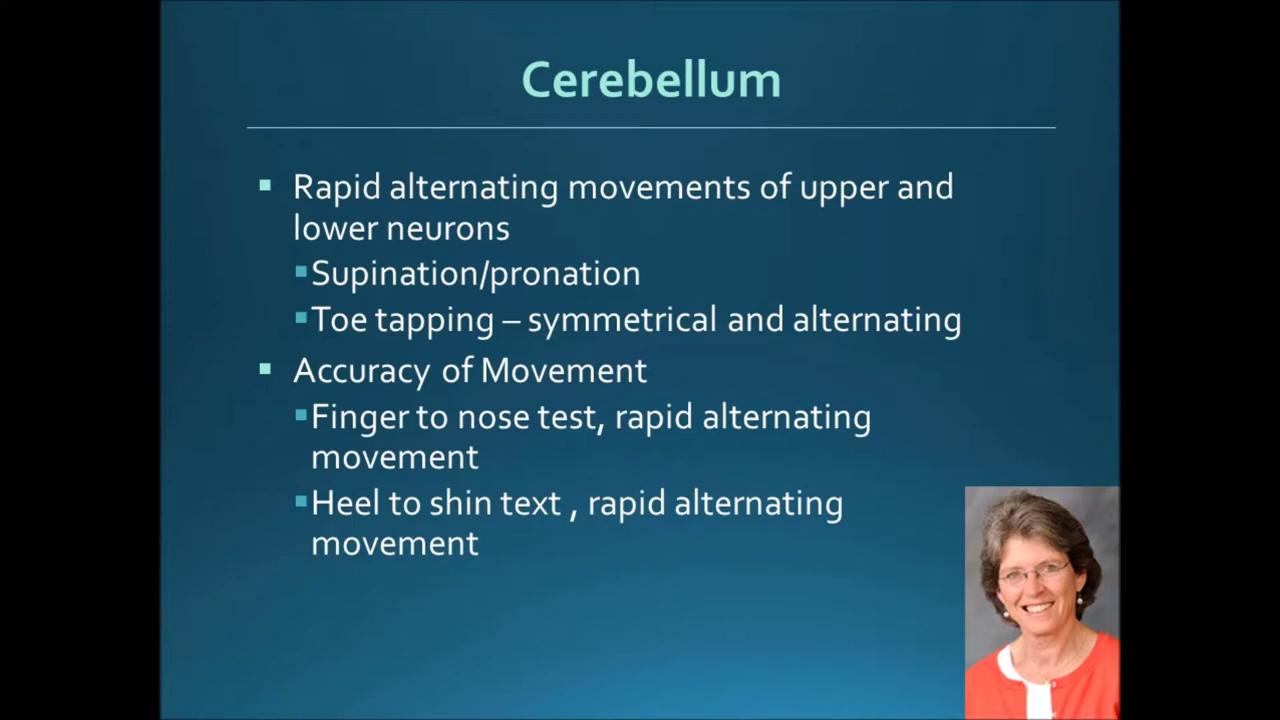 Cerebellum
Rapid alternating movements of upper and
lower neurons
Supination/pronation
Toe tapping – symmetrical and alternating
Accuracy of Movement
Finger to nose test, rapid alternating
movement
Heel to shin text , rapid alternating
movement